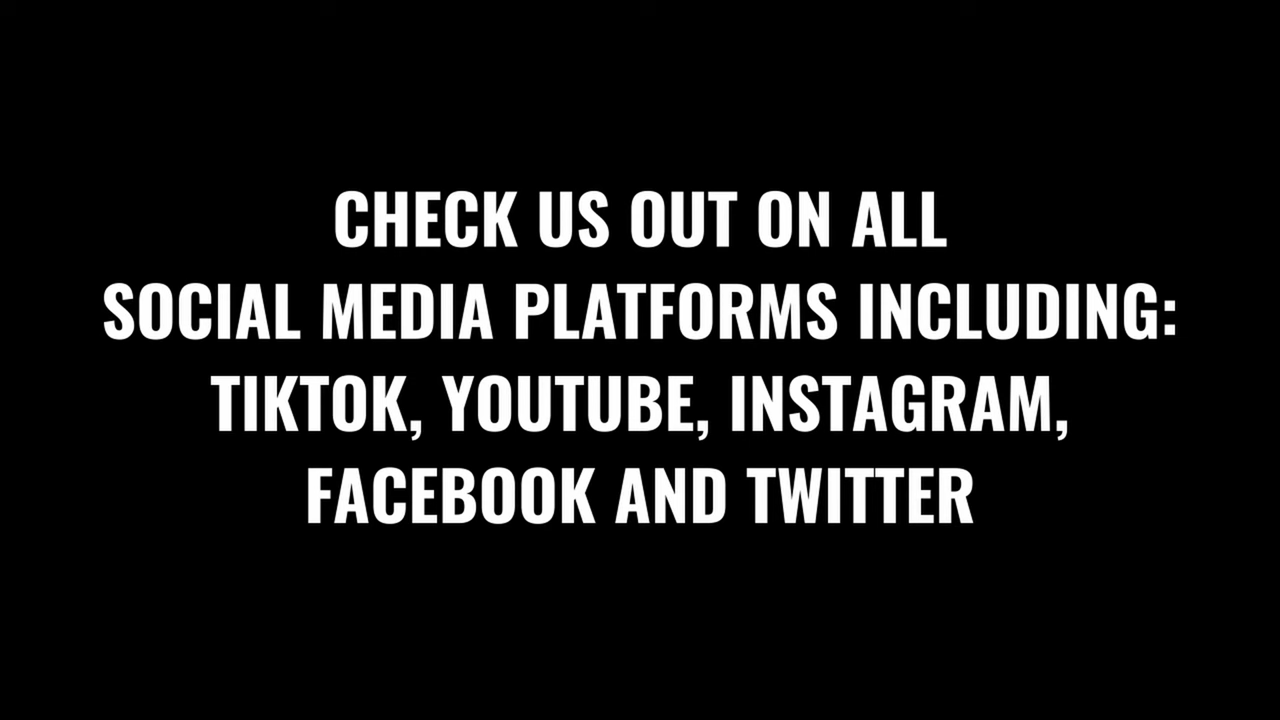 CHECK US OUT ON ALL
SOCIAL MEDIA PLATFORMS INCLUDING:
TIKTOK, YOUTUBE, INSTAGRAM,
FACEBOOK AND TWITTER